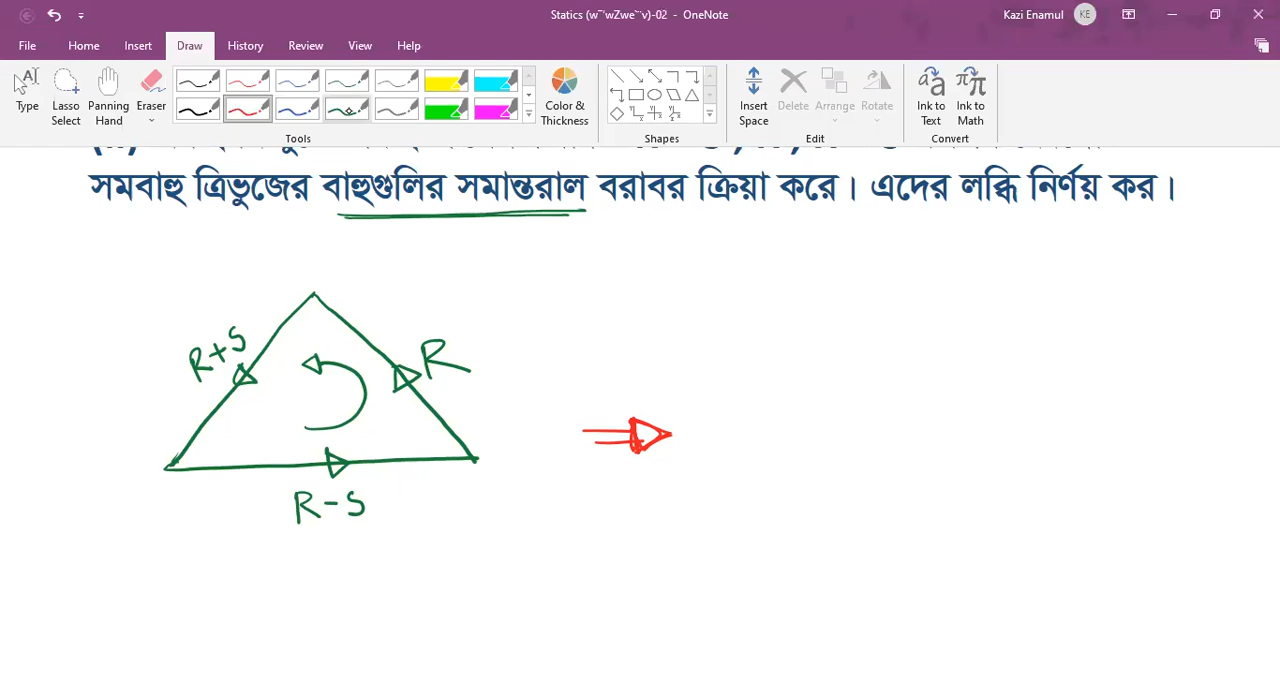 Statics (w¯'wZwe`¨v)-02 - OneNote
Kazi Enamul KE
File Home Insert Draw History Review View Help
Type Lasso Select Panning Hand Eraser
Color & Thickness
Insert Space Delete Arrange Rotate
Ink to Text Ink to Math
Tools Shapes Edit Convert
সমবাহু ত্রিভুজের বাহুগুলির সমান্তরাল বরাবর ক্রিয়া করে। এদের লব্ধি নির্ণয় কর।
R+S
R
R-S